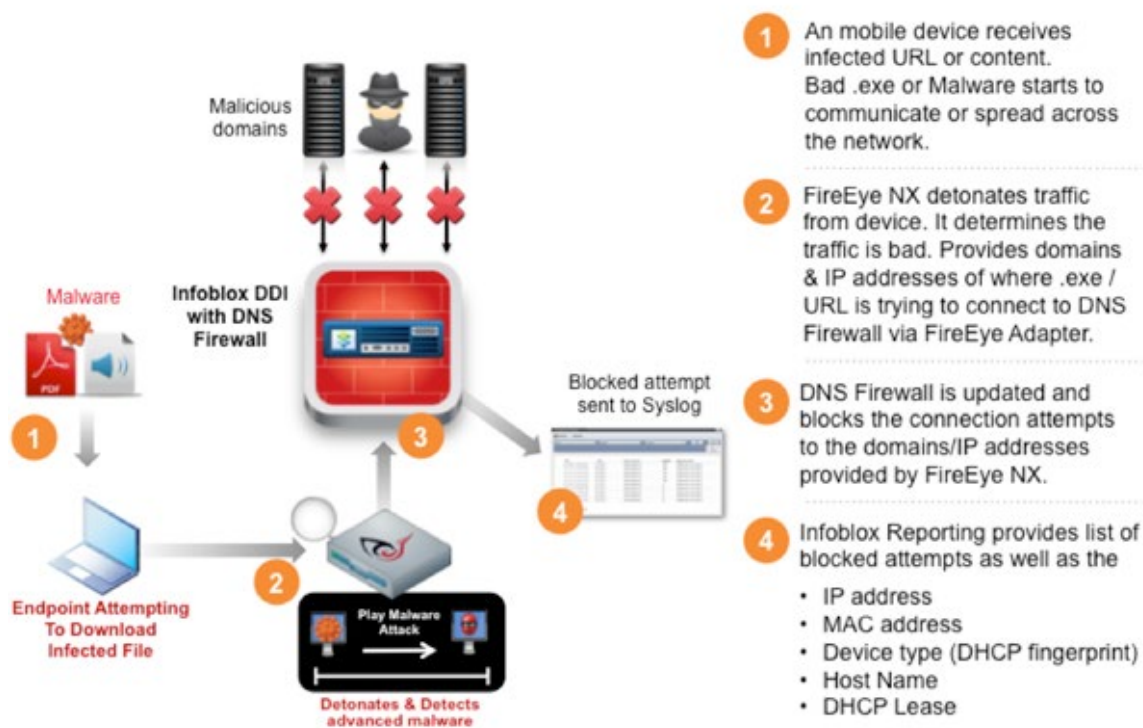 Malicious
domains
Malware
PDF
Infoblox DDI
with DNS
Firewall
1
3
Blocked attempt
sent to Syslog
4
2
Endpoint Attempting
To Download
Infected File
Play Malware
Attack
Detonates & Detects
advanced malware
1
An mobile device receives
infected URL or content.
Bad .exe or Malware starts to
communicate or spread across
the network.
2
FireEye NX detonates traffic
from device. It determines the
traffic is bad. Provides domains
& IP addresses of where .exe /
URL is trying to connect to DNS
Firewall via FireEye Adapter.
3
DNS Firewall is updated and
blocks the connection attempts
to the domains/IP addresses
provided by FireEye NX.
4
Infoblox Reporting provides list of
blocked attempts as well as the
• IP address
• MAC address
• Device type (DHCP fingerprint)
• Host Name
• DHCP Lease